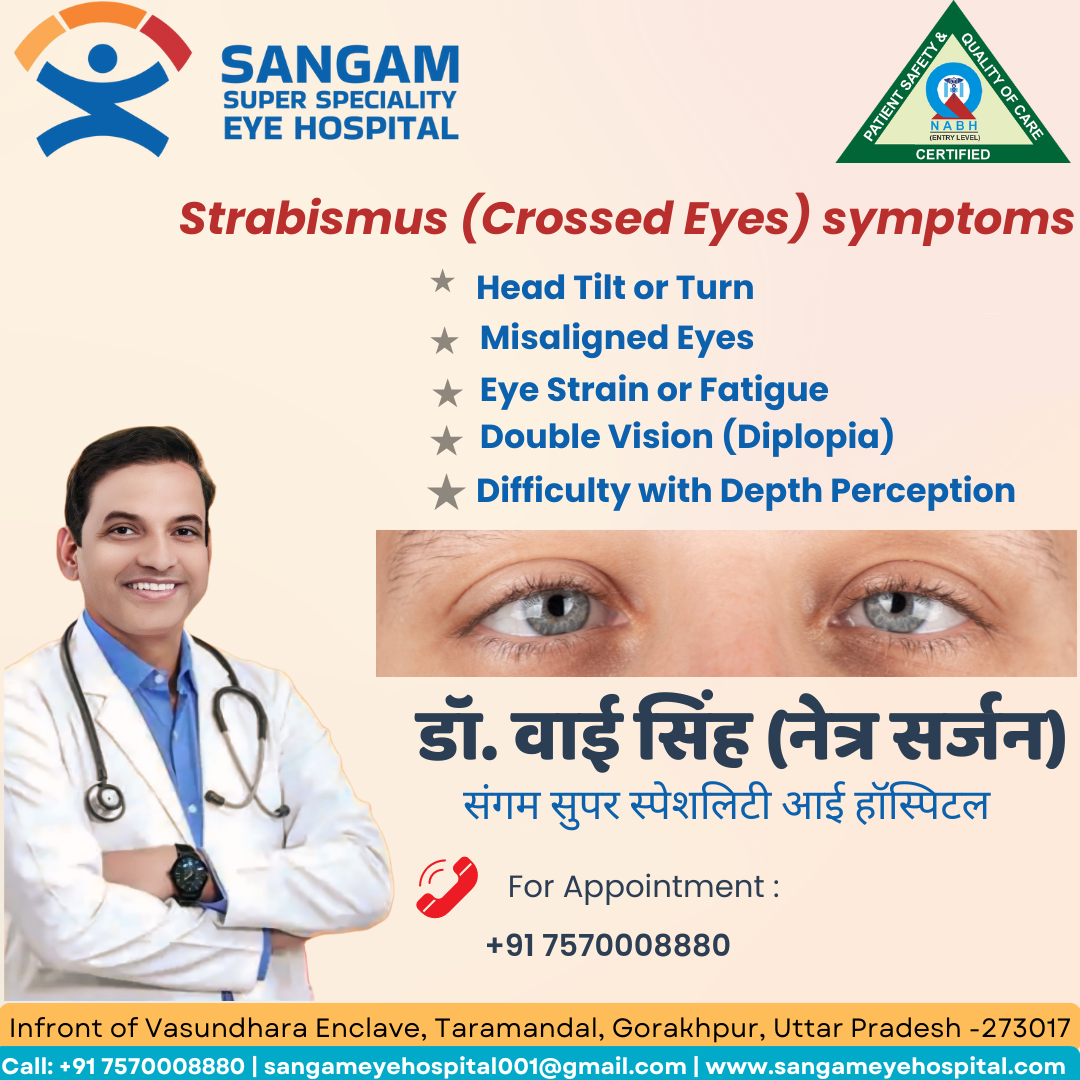 SANGAM
SUPER SPECIALITY
EYE HOSPITAL
PATIENT SAFETY & QUALITY OF CARE
NABH
(ENTRY LEVEL)
CERTIFIED
Strabismus (Crossed Eyes) symptoms
Head Tilt or Turn
Misaligned Eyes
Eye Strain or Fatigue
Double Vision (Diplopia)
Difficulty with Depth Perception
डॉ. वाई सिंह (नेत्र सर्जन)
संगम सुपर स्पेशलिटी आई हॉस्पिटल
For Appointment :
+91 7570008880
Infront of Vasundhara Enclave, Taramandal, Gorakhpur, Uttar Pradesh -273017
Call: +91 7570008880 | sangameyehospital001@gmail.com | www.sangameyehospital.com